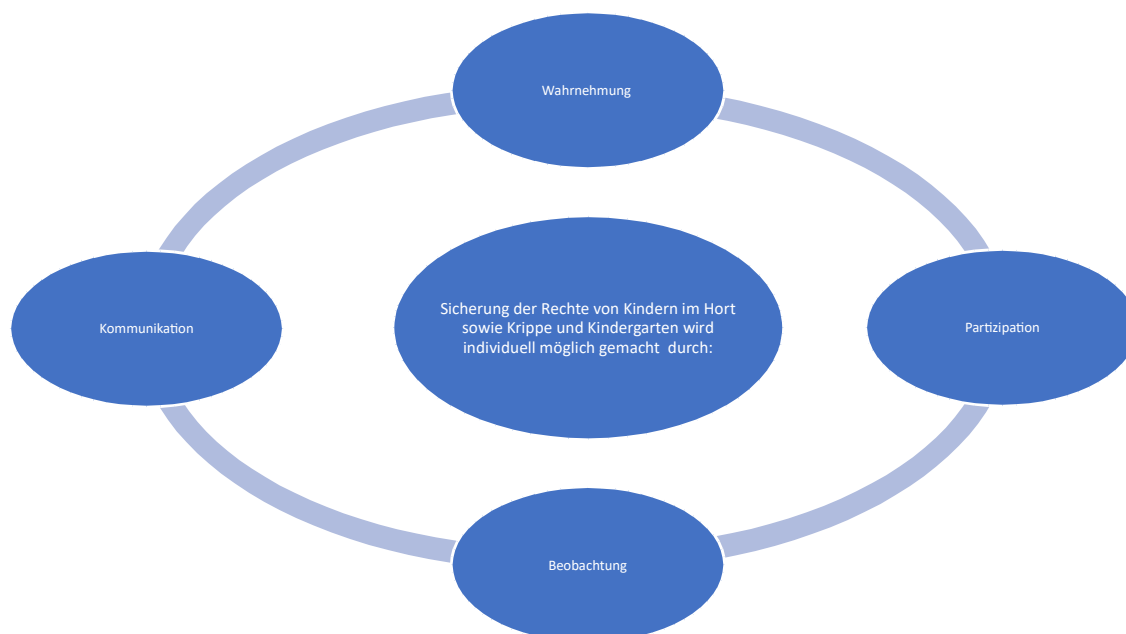 Wahrnehmung
Kommunikation
Sicherung der Rechte von Kindern im Hort
sowie Krippe und Kindergarten wird
individuell möglich gemacht  durch:
Partizipation
Beobachtung